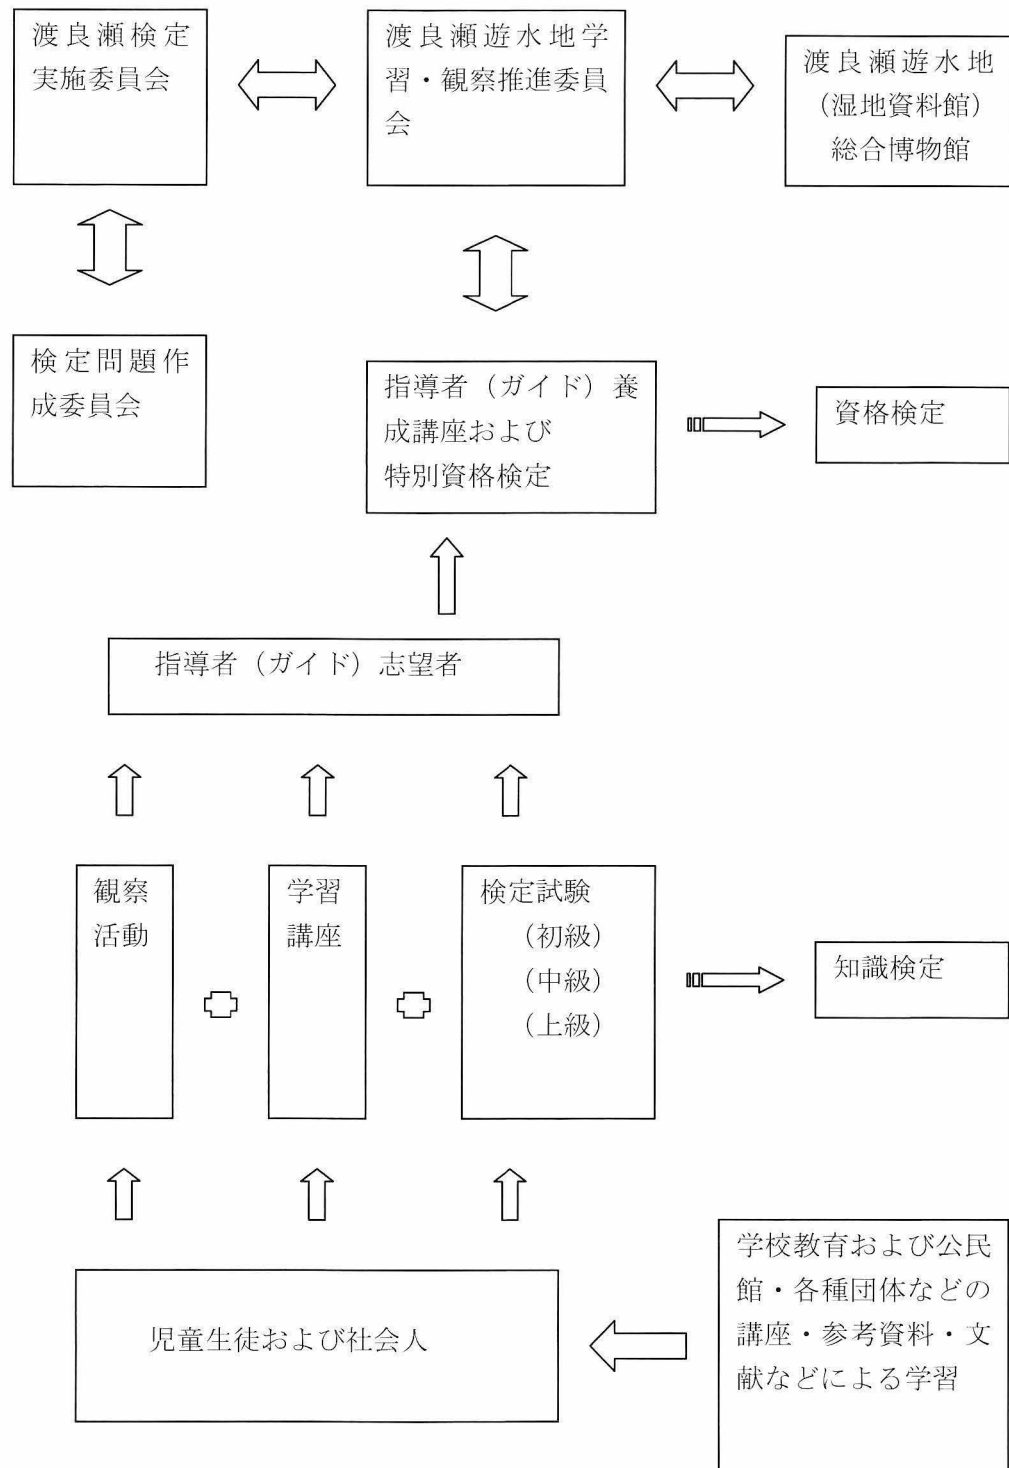 渡良瀬検定
実施委員会
渡良瀬遊水地学
習・観察推進委員
会
渡良瀬遊水地
（湿地資料館）
総合博物館
検定問題作
成委員会
指導者（ガイド）養
成講座および
特別資格検定
資格検定
指導者（ガイド）志望者
観察
活動
学習
講座
検定試験
（初級）
（中級）
（上級）
知識検定
児童生徒および社会人
学校教育および公民
館・各種団体などの
講座・参考資料・文
献などによる学習